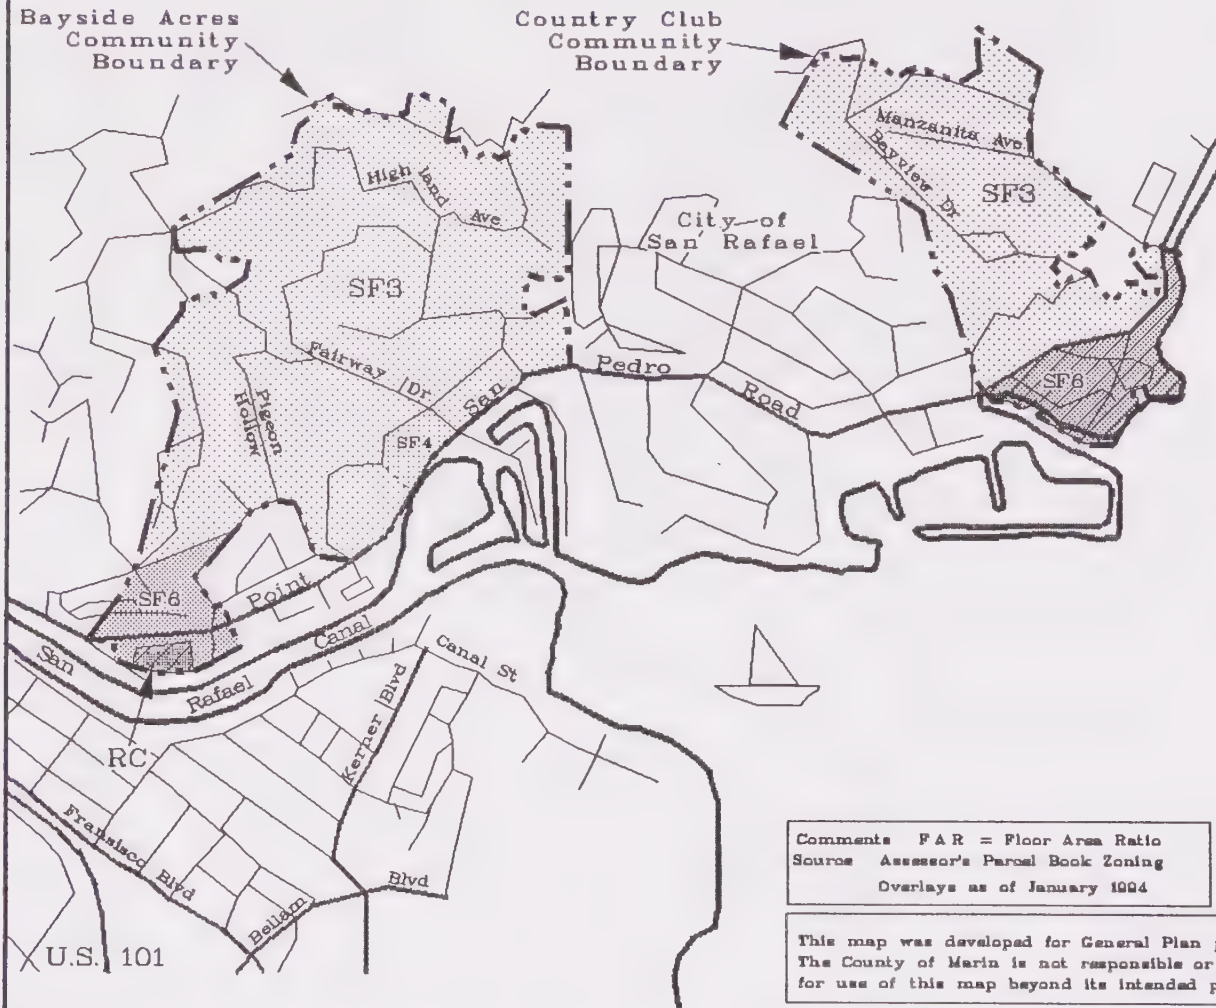 Bayside Acres
Community
Boundary
Country Club
Community
Boundary
Manzanita Ave
Bayview Dr
SF3
High land Ave
City of
San Rafael
SF3
Fairway Dr
Pigeon
Hollow
SF4
San
Pedro
Road
SF6
SF6
Point
San
Rafael
Canal
Canal St
Kerner Blvd
RC
Fransisco Blvd
Bellam
Blvd
U.S. 101
Comments FAR = Floor Area Ratio
Source Assessor's Parcel Book Zoning
Overlays as of January 1994
This map was developed for General Plan
The County of Marin is not responsible or
for use of this map beyond its intended